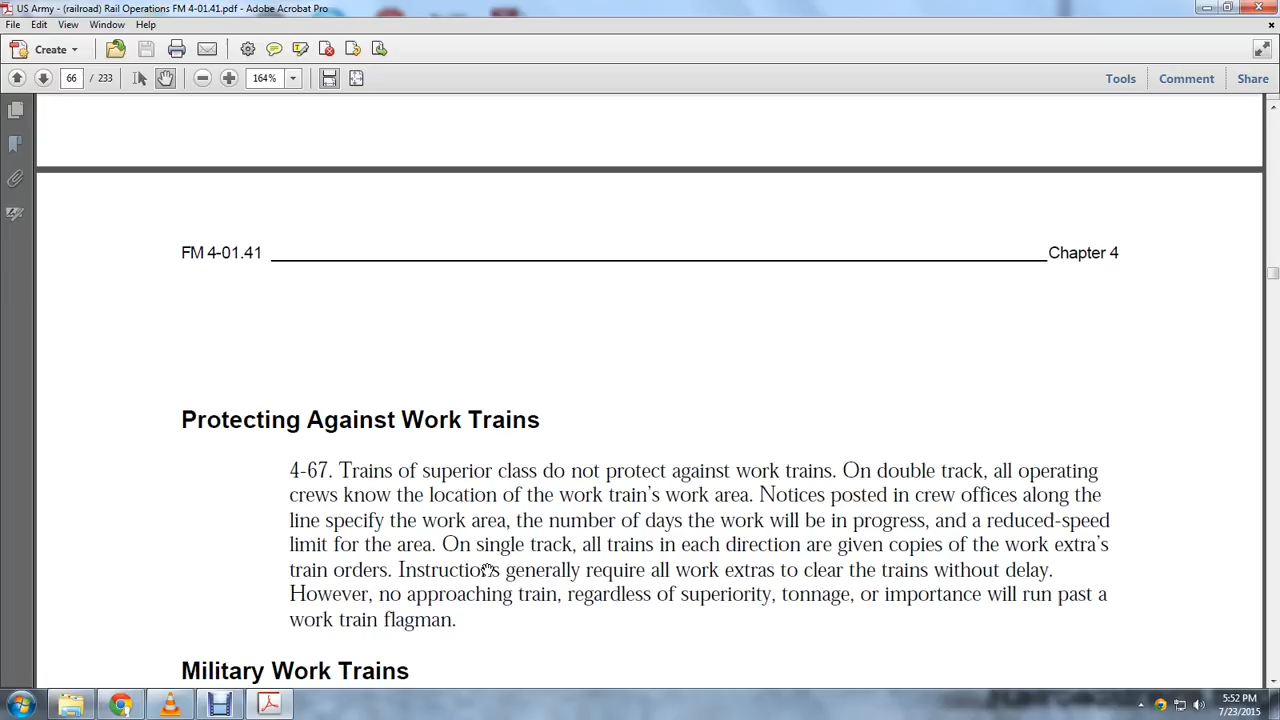 US Army - (railroad) Rail Operations FM 4-01.41.pdf - Adobe Acrobat Pro
File Edit View Window Help
Create
66 / 233 164% Tools Comment Share
FM 4-01.41 Chapter 4
Protecting Against Work Trains
4-67. Trains of superior class do not protect against work trains. On double track, all operating
crews know the location of the work train's work area. Notices posted in crew offices along the
line specify the work area, the number of days the work will be in progress, and a reduced-speed
limit for the area. On single track, all trains in each direction are given copies of the work extra's
train orders. Instructions generally require all work extras to clear the trains without delay.
However, no approaching train, regardless of superiority, tonnage, or importance will run past a
work train flagman.
Military Work Trains
5:52 PM
7/23/2015